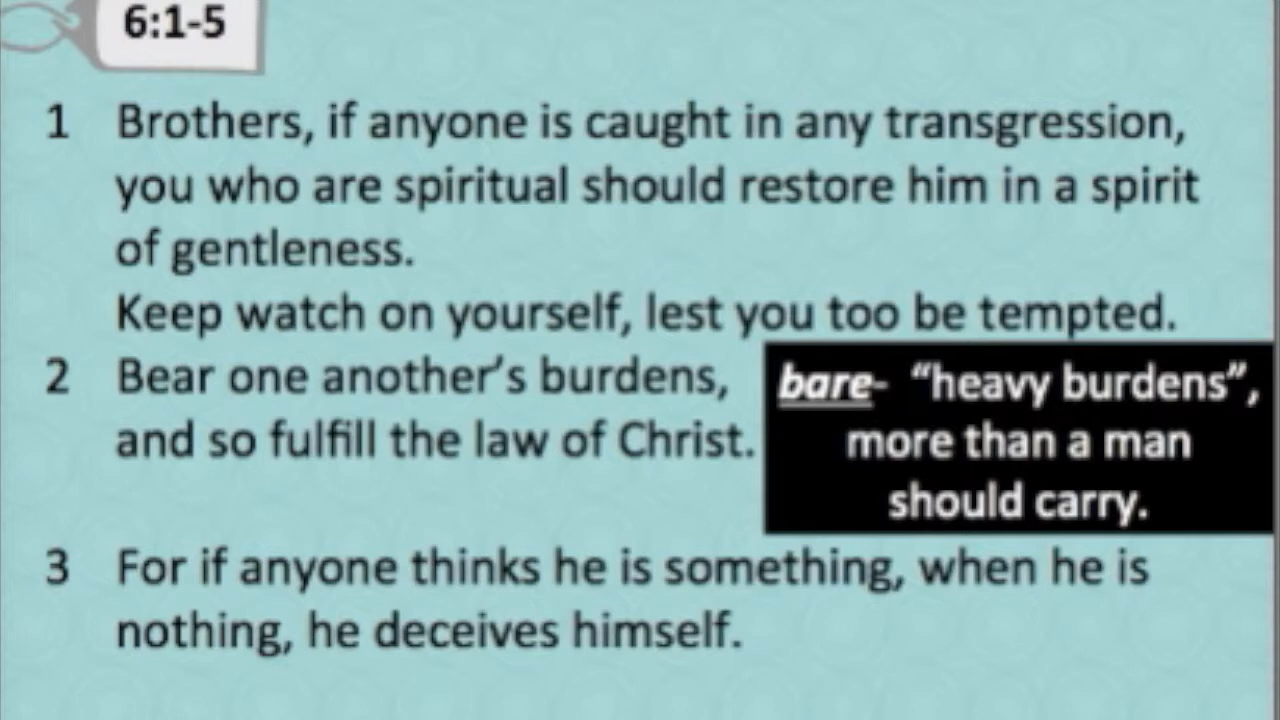 6:1-5
1 Brothers, if anyone is caught in any transgression,
you who are spiritual should restore him in a spirit
of gentleness.
Keep watch on yourself, lest you too be tempted.
2 Bear one another’s burdens,
and so fulfill the law of Christ.
bare- “heavy burdens”,
more than a man
should carry.
3 For if anyone thinks he is something, when he is
nothing, he deceives himself.